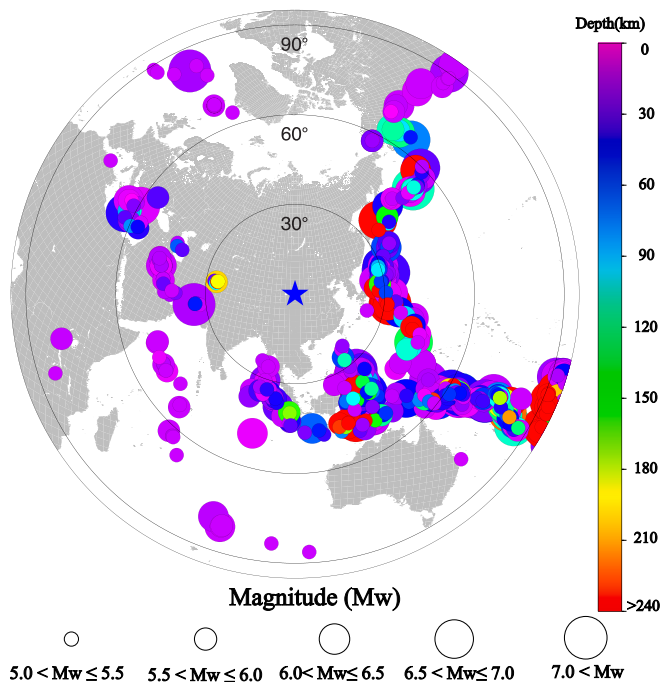 Depth(km)
90°
0
30
60°
60
30°
90
120
150
180
210
>240
Magnitude (Mw)
5.0 < Mw ≤ 5.5
5.5 < Mw ≤ 6.0
6.0 < Mw ≤ 6.5
6.5 < Mw ≤ 7.0
7.0 < Mw